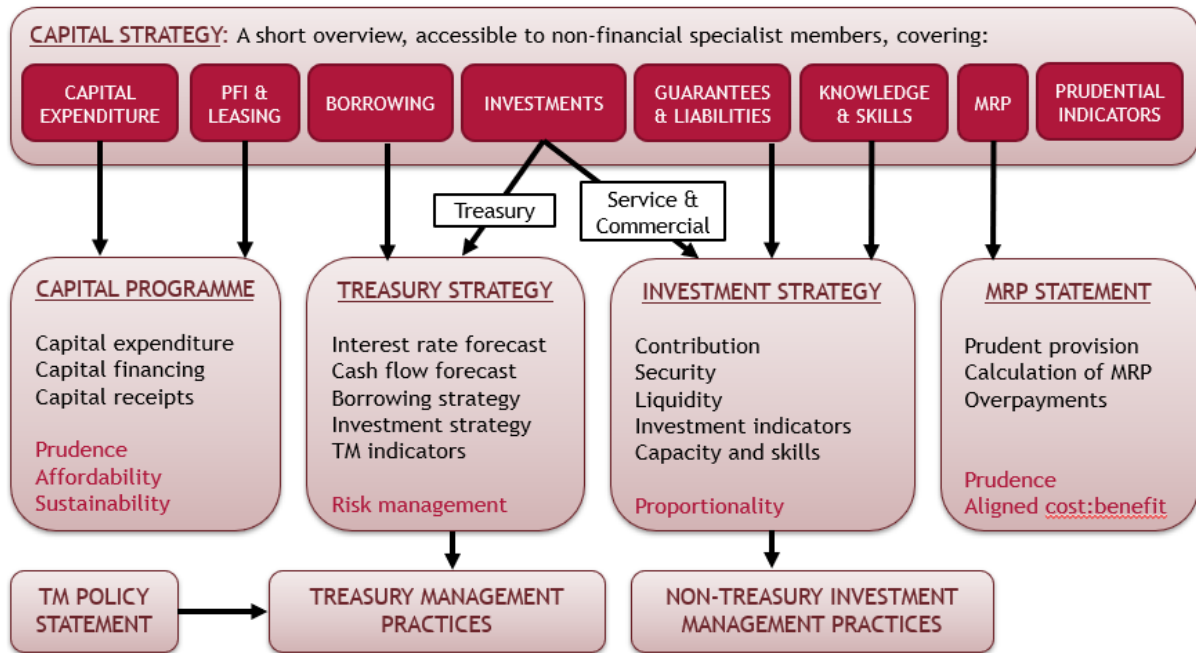 CAPITAL STRATEGY: A short overview, accessible to non-financial specialist members, covering:
CAPITAL
EXPENDITURE
PFI &
LEASING
BORROWING
INVESTMENTS
GUARANTEES
& LIABILITIES
KNOWLEDGE
& SKILLS
MRP
PRUDENTIAL
INDICATORS
Treasury
Service &
Commercial
CAPITAL PROGRAMME
Capital expenditure
Capital financing
Capital receipts
Prudence
Affordability
Sustainability
TREASURY STRATEGY
Interest rate forecast
Cash flow forecast
Borrowing strategy
Investment strategy
TM indicators
Risk management
INVESTMENT STRATEGY
Contribution
Security
Liquidity
Investment indicators
Capacity and skills
Proportionality
MRP STATEMENT
Prudent provision
Calculation of MRP
Overpayments
Prudence
Aligned cost:benefit
TM POLICY
STATEMENT
TREASURY MANAGEMENT
PRACTICES
NON-TREASURY INVESTMENT
MANAGEMENT PRACTICES